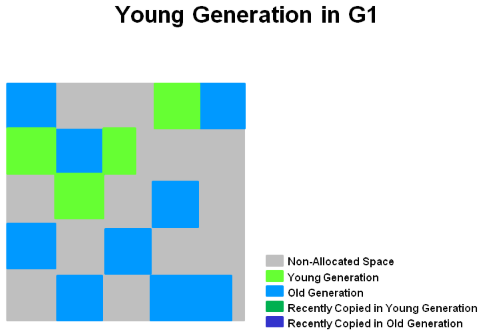 Young Generation in G1
Non-Allocated Space
Young Generation
Old Generation
Recently Copied in Young Generation
Recently Copied in Old Generation